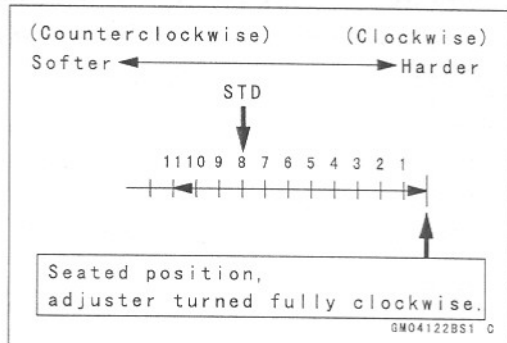 (Counterclockwise) (Clockwise)
Softer Harder
STD
11 10 9 8 7 6 5 4 3 2 1
Seated position,
adjuster turned fully clockwise.
GM04122BS1 C